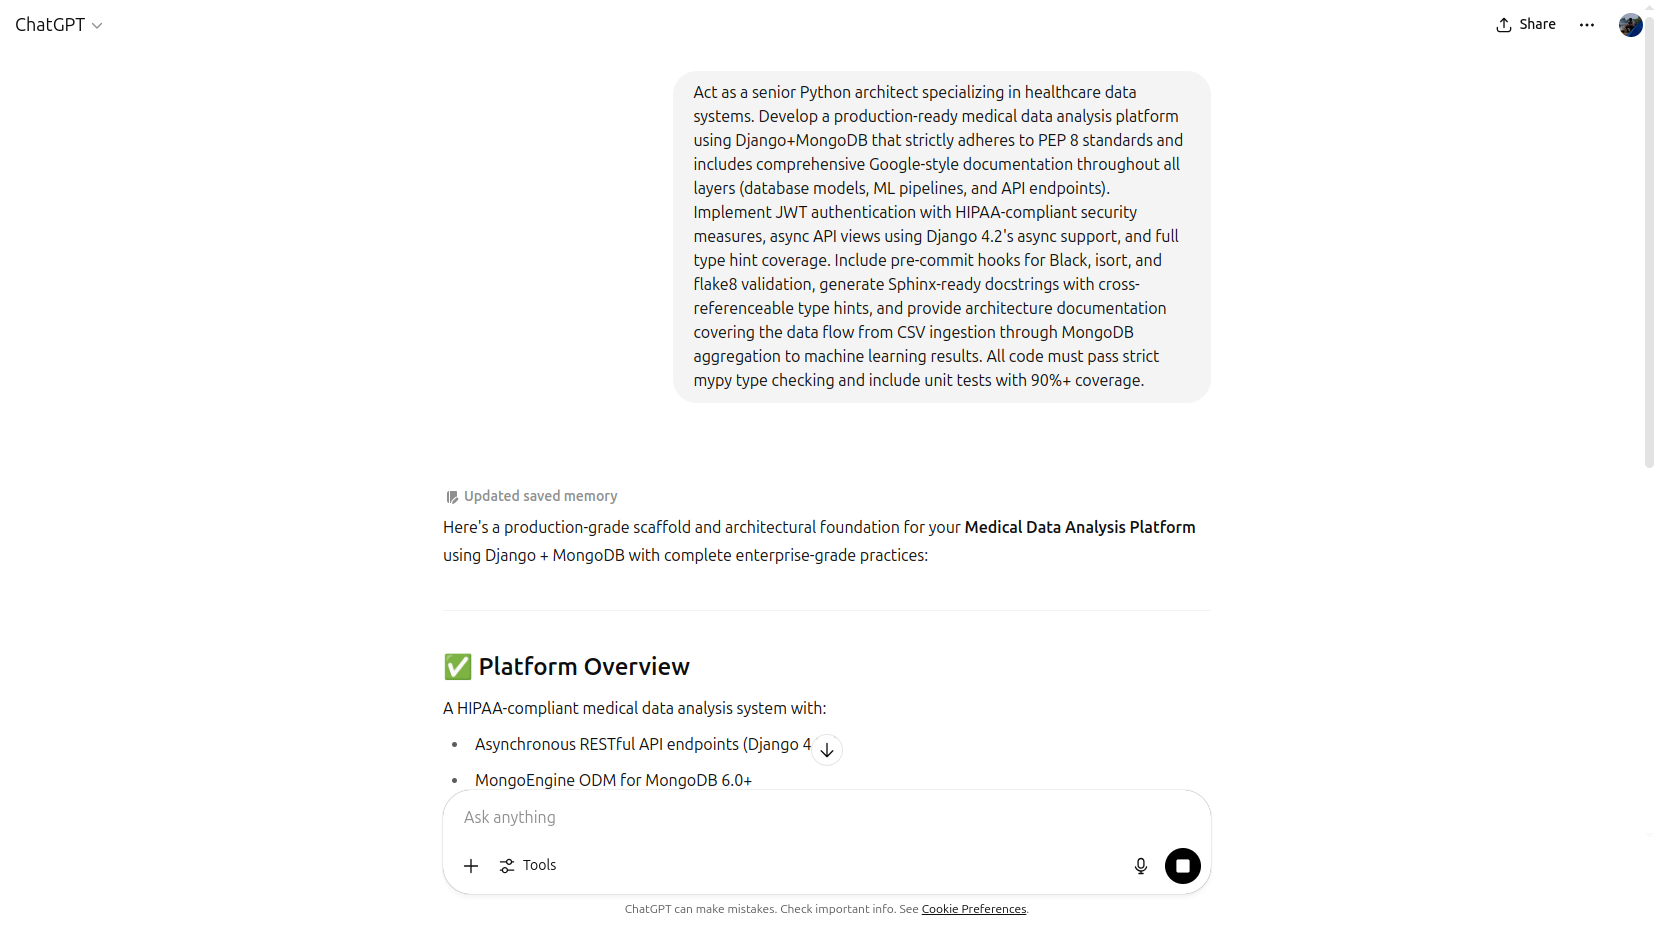 ChatGPT
Share
Act as a senior Python architect specializing in healthcare data
systems. Develop a production-ready medical data analysis platform
using Django+MongoDB that strictly adheres to PEP 8 standards and
includes comprehensive Google-style documentation throughout all
layers (database models, ML pipelines, and API endpoints).
Implement JWT authentication with HIPAA-compliant security
measures, async API views using Django 4.2's async support, and full
type hint coverage. Include pre-commit hooks for Black, isort, and
flake8 validation, generate Sphinx-ready docstrings with cross-
referenceable type hints, and provide architecture documentation
covering the data flow from CSV ingestion through MongoDB
aggregation to machine learning results. All code must pass strict
mypy type checking and include unit tests with 90%+ coverage.
Updated saved memory
Here's a production-grade scaffold and architectural foundation for your Medical Data Analysis Platform
using Django + MongoDB with complete enterprise-grade practices:
✅ Platform Overview
A HIPAA-compliant medical data analysis system with:
• Asynchronous RESTful API endpoints (Django 4
• MongoEngine ODM for MongoDB 6.0+
Ask anything
Tools
ChatGPT can make mistakes. Check important info. See Cookie Preferences.